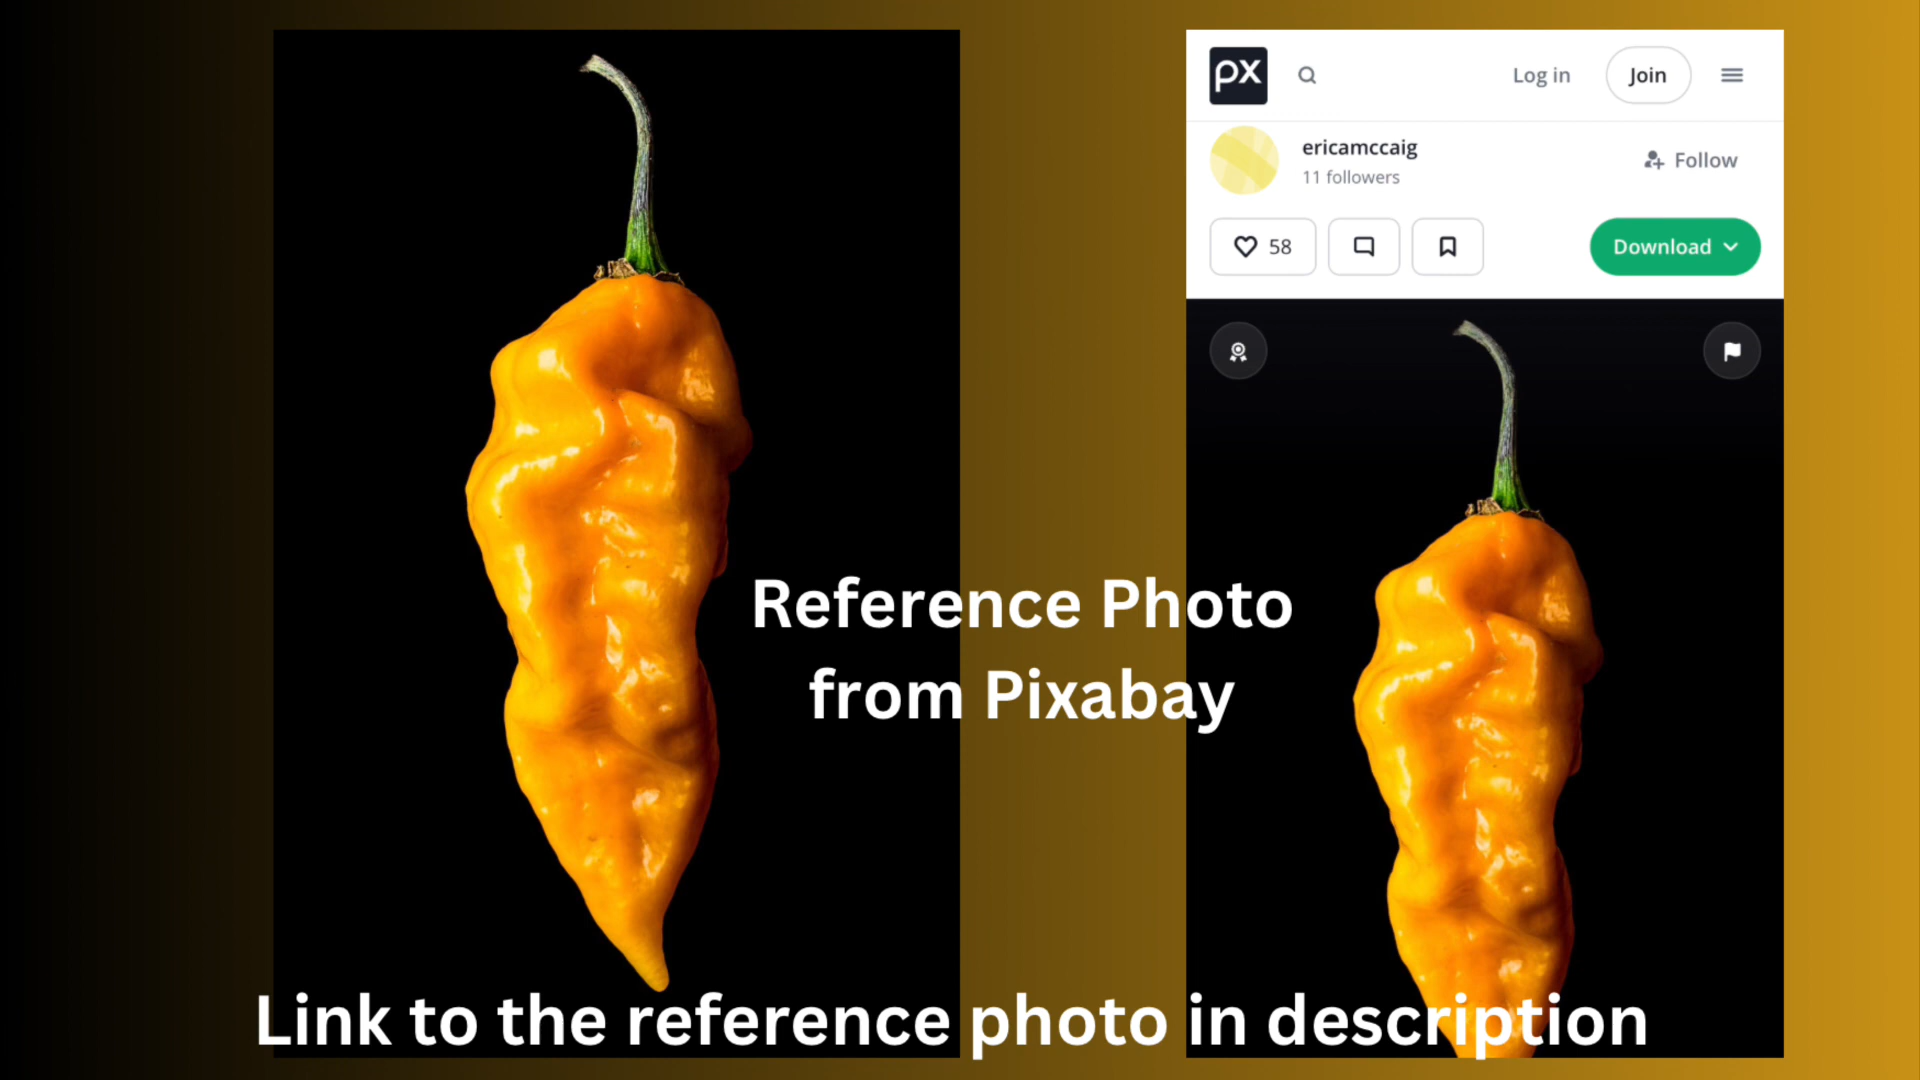 px
Log in
Join
ericamccaig
11 followers
Follow
58
Download
Reference Photo
from Pixabay
Link to the reference photo in description